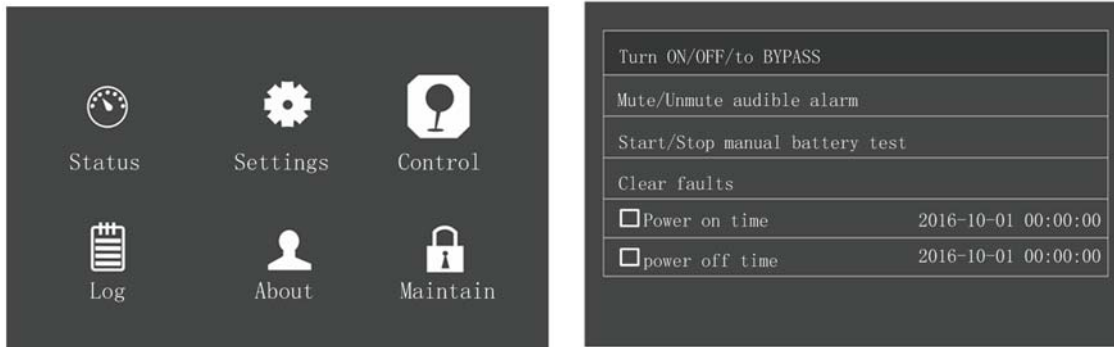 Status Settings Control
Log About Maintain
Turn ON/OFF/to BYPASS
Mute/Unmute audible alarm
Start/Stop manual battery test
Clear faults
Power on time 2016-10-01 00:00:00
power off time 2016-10-01 00:00:00